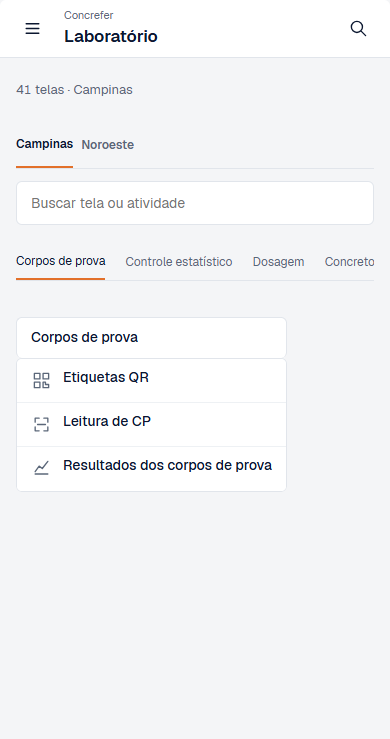 Concrefer
Laboratório
41 telas · Campinas
Campinas Noroeste
Buscar tela ou atividade
Corpos de prova Controle estatístico Dosagem Concreto
Corpos de prova
Etiquetas QR
Leitura de CP
Resultados dos corpos de prova